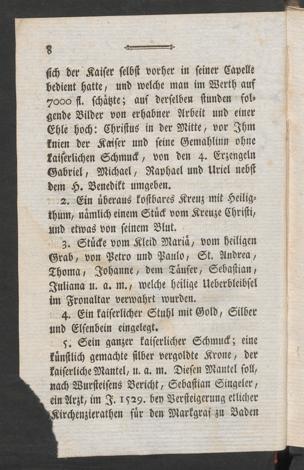 8
sich der Kaiser selbst vorher in seiner Capelle
bedient hatte, und welche man im Werth auf
7000 fl. schätzte; auf derselben stunden fol-
gende Bilder von erhabner Arbeit und einer
Ehle hoch: Christus in der Mitte, vor Ihm
knien der Kaiser und seine Gemahlinn ohne
kaiserlichen Schmuck, von den 4. Erzengeln
Gabriel, Michael, Raphael und Uriel nebst
dem H. Benedikt umgeben.
2. Ein überaus kostbares Kreuz mit Heilig-
thum, nämlich einem Stück vom Kreuze Christi,
und etwas von seinem Blut.
3. Stücke vom Kleid Mariä, vom heiligen
Grab, von Petro und Paulo, St. Andrea,
Thoma, Johanne, dem Täufer, Sebastian,
Juliana u. a. m., welche heilige Ueberbleibsel
im Fronaltar verwahrt wurden.
4. Ein kaiserlicher Stuhl mit Gold, Silber
und Elfenbein eingelegt.
5. Sein ganzer kaiserlicher Schmuck; eine
künstlich gemachte silber vergoldte Krone, der
kaiserliche Mantel, u. a. m. Diesen Mantel soll,
nach Wursteisens Bericht, Sebastian Singeler,
ein Arzt, im J. 1529. bey Versteigerung etlicher
Kirchenzierathen für den Markgraf zu Baden